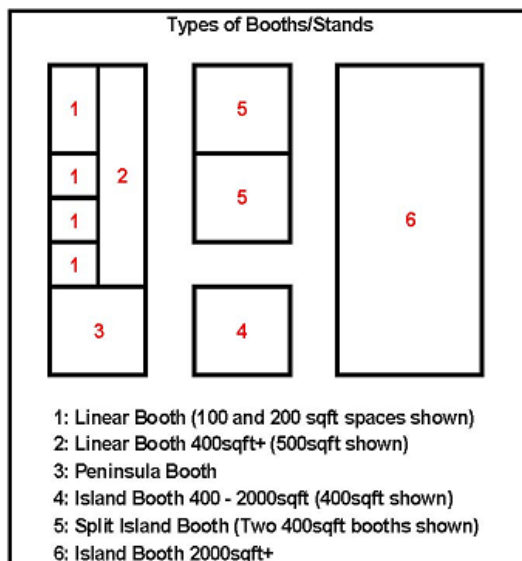 Types of Booths/Stands
1
5
1
2
5
1
6
1
3
4
1: Linear Booth (100 and 200 sqft spaces shown)
2: Linear Booth 400sqft+ (500sqft shown)
3: Peninsula Booth
4: Island Booth 400 - 2000sqft (400sqft shown)
5: Split Island Booth (Two 400sqft booths shown)
6: Island Booth 2000sqft+